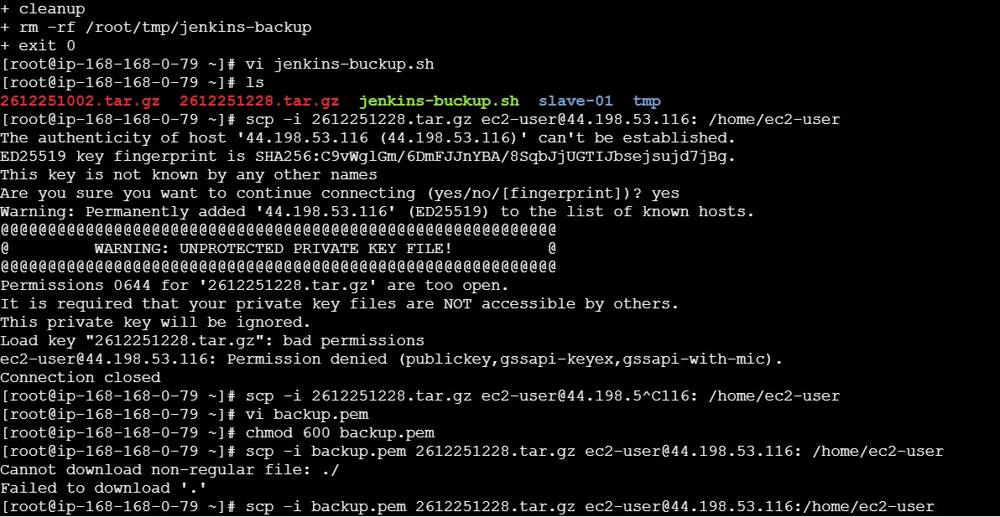 + cleanup
+ rm -rf /root/tmp/jenkins-backup
+ exit 0
[root@ip-168-168-0-79 ~]# vi jenkins-buckup.sh
[root@ip-168-168-0-79 ~]# ls
2612251002.tar.gz  2612251228.tar.gz  jenkins-buckup.sh  slave-01  tmp
[root@ip-168-168-0-79 ~]# scp -i 2612251228.tar.gz ec2-user@44.198.53.116: /home/ec2-user
The authenticity of host '44.198.53.116 (44.198.53.116)' can't be established.
ED25519 key fingerprint is SHA256:C9vWglGm/6DmFJJnYBA/8SqbJjUGTIJbsejsujd7jBg.
This key is not known by any other names
Are you sure you want to continue connecting (yes/no/[fingerprint])? yes
Warning: Permanently added '44.198.53.116' (ED25519) to the list of known hosts.
@@@@@@@@@@@@@@@@@@@@@@@@@@@@@@@@@@@@@@@@@@@@@@@@@@@@@@@@@@@
@         WARNING: UNPROTECTED PRIVATE KEY FILE!          @
@@@@@@@@@@@@@@@@@@@@@@@@@@@@@@@@@@@@@@@@@@@@@@@@@@@@@@@@@@@
Permissions 0644 for '2612251228.tar.gz' are too open.
It is required that your private key files are NOT accessible by others.
This private key will be ignored.
Load key "2612251228.tar.gz": bad permissions
ec2-user@44.198.53.116: Permission denied (publickey,gssapi-keyex,gssapi-with-mic).
Connection closed
[root@ip-168-168-0-79 ~]# scp -i 2612251228.tar.gz ec2-user@44.198.5^C116: /home/ec2-user
[root@ip-168-168-0-79 ~]# vi backup.pem
[root@ip-168-168-0-79 ~]# chmod 600 backup.pem
[root@ip-168-168-0-79 ~]# scp -i backup.pem 2612251228.tar.gz ec2-user@44.198.53.116: /home/ec2-user
Cannot download non-regular file: ./
Failed to download '.'
[root@ip-168-168-0-79 ~]# scp -i backup.pem 2612251228.tar.gz ec2-user@44.198.53.116:/home/ec2-user